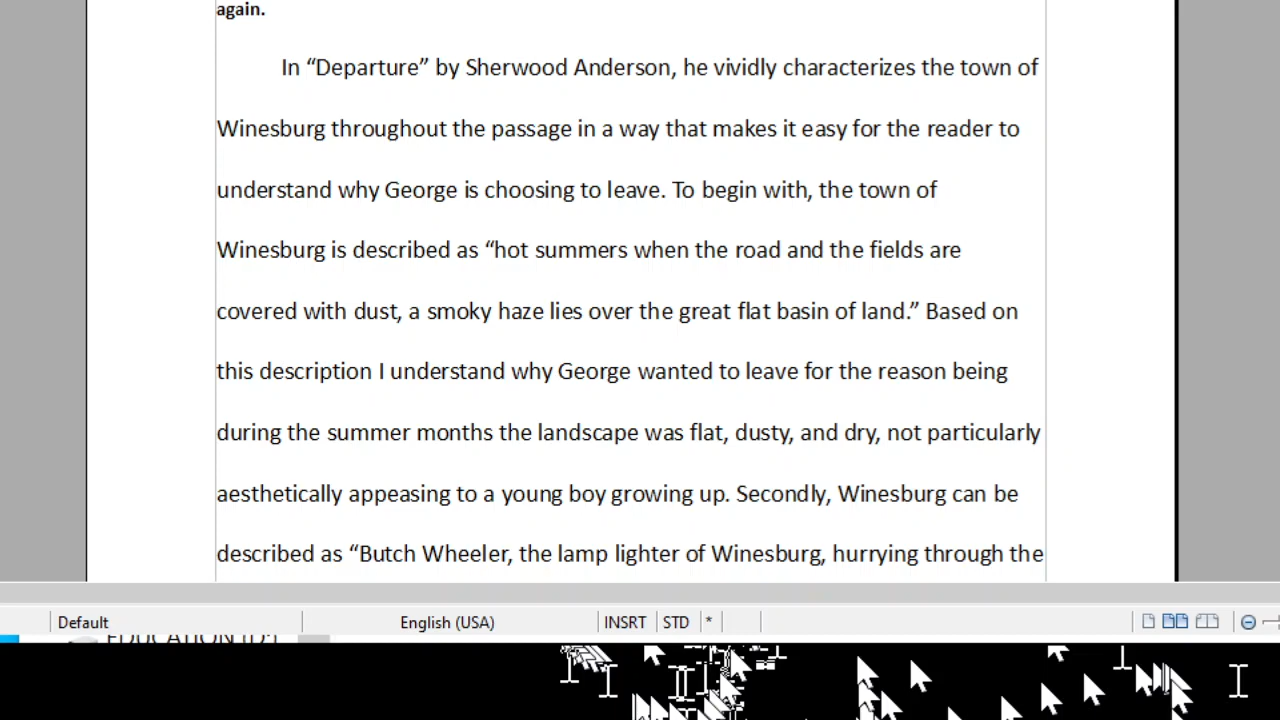 again.
In “Departure” by Sherwood Anderson, he vividly characterizes the town of
Winesburg throughout the passage in a way that makes it easy for the reader to
understand why George is choosing to leave. To begin with, the town of
Winesburg is described as “hot summers when the road and the fields are
covered with dust, a smoky haze lies over the great flat basin of land.” Based on
this description I understand why George wanted to leave for the reason being
during the summer months the landscape was flat, dusty, and dry, not particularly
aesthetically appeasing to a young boy growing up. Secondly, Winesburg can be
described as “Butch Wheeler, the lamp lighter of Winesburg, hurrying through the
Default English (USA) INSRT STD *
EDUCATION